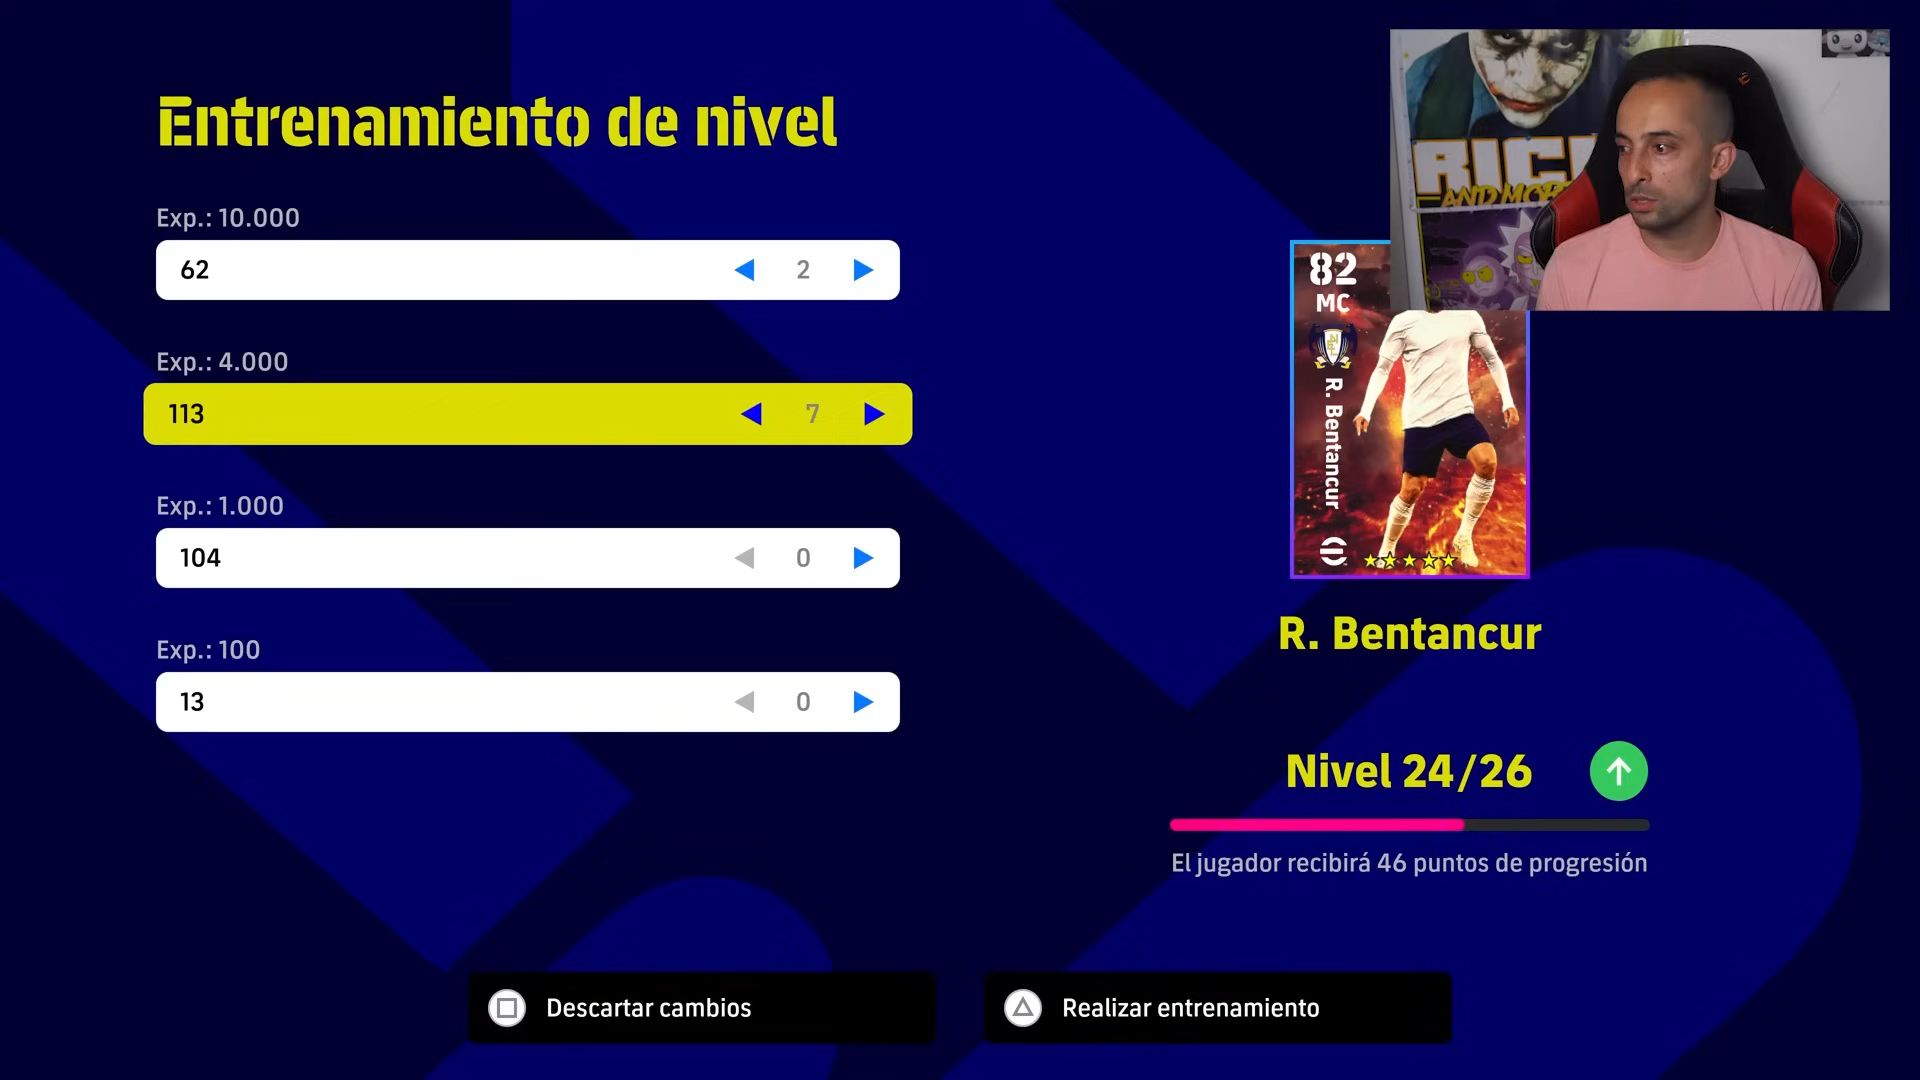 Entrenamiento de nivel
Exp.: 10.000
62 2
Exp.: 4.000
113 7
Exp.: 1.000
104 0
Exp.: 100
13 0
82
MC
R. Bentancur
R. Bentancur
Nivel 24/26
El jugador recibirá 46 puntos de progresión
Descartar cambios
Realizar entrenamiento